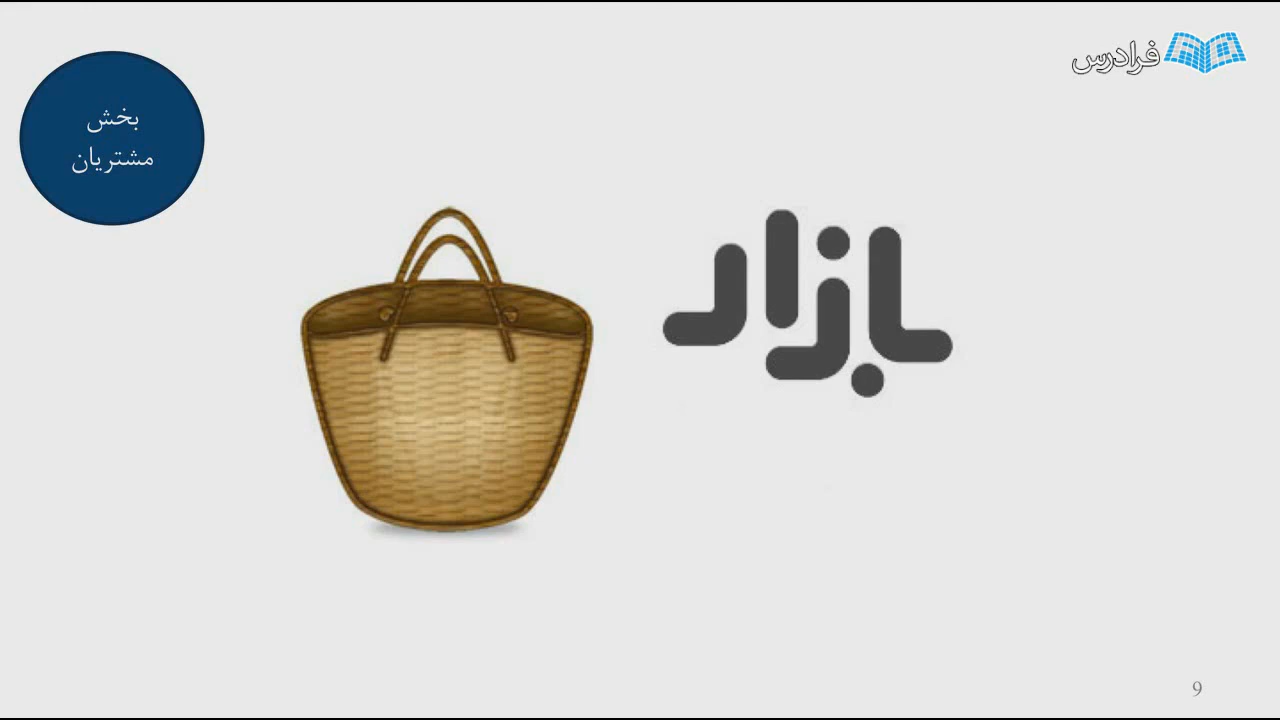 فرادرس
بخش
مشتریان
بازار
9